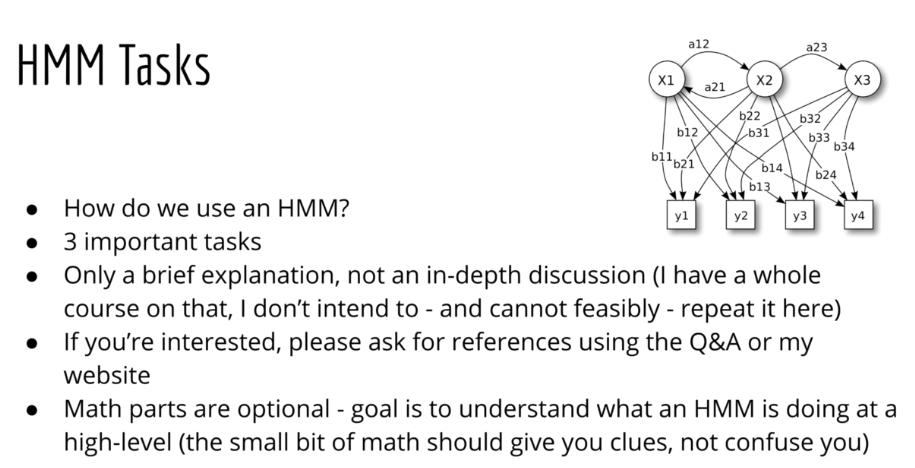 HMM Tasks
a12
a23
X1
X2
X3
a21
b22
b32
b12
b31
b33
b34
b11
b21
b14
b24
b13
y1
y2
y3
y4
● How do we use an HMM?
● 3 important tasks
● Only a brief explanation, not an in-depth discussion (I have a whole
course on that, I don’t intend to - and cannot feasibly - repeat it here)
● If you’re interested, please ask for references using the Q&A or my
website
● Math parts are optional - goal is to understand what an HMM is doing at a
high-level (the small bit of math should give you clues, not confuse you)